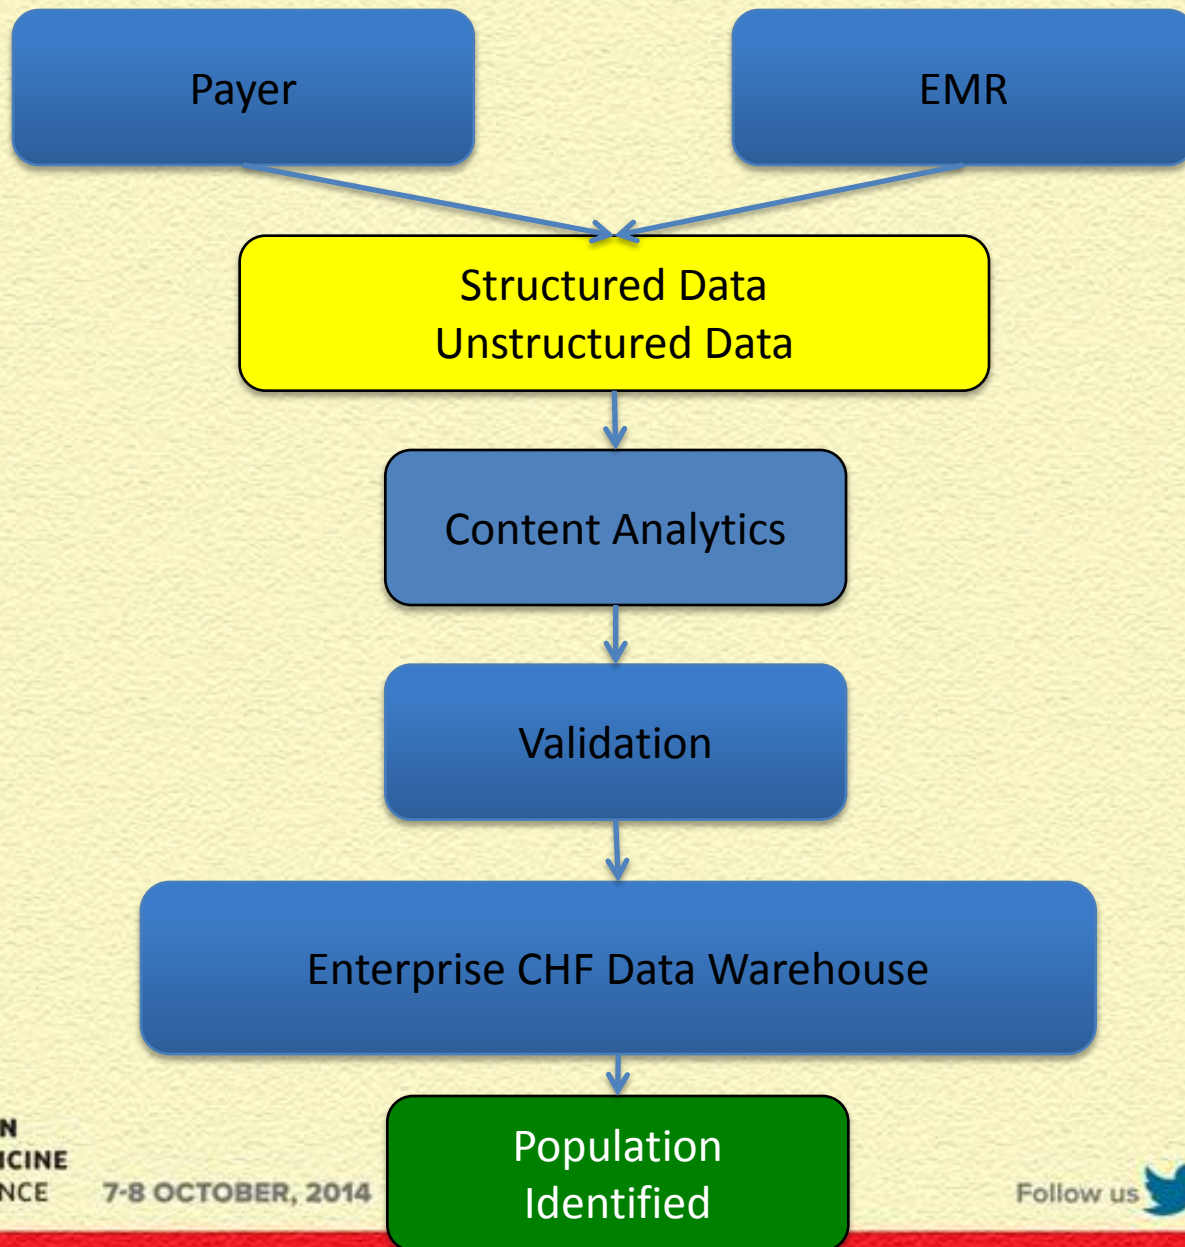 Payer
EMR
Structured Data
Unstructured Data
Content Analytics
Validation
Enterprise CHF Data Warehouse
Population
Identified
NCE 7-8 OCTOBER, 2014
Follow us